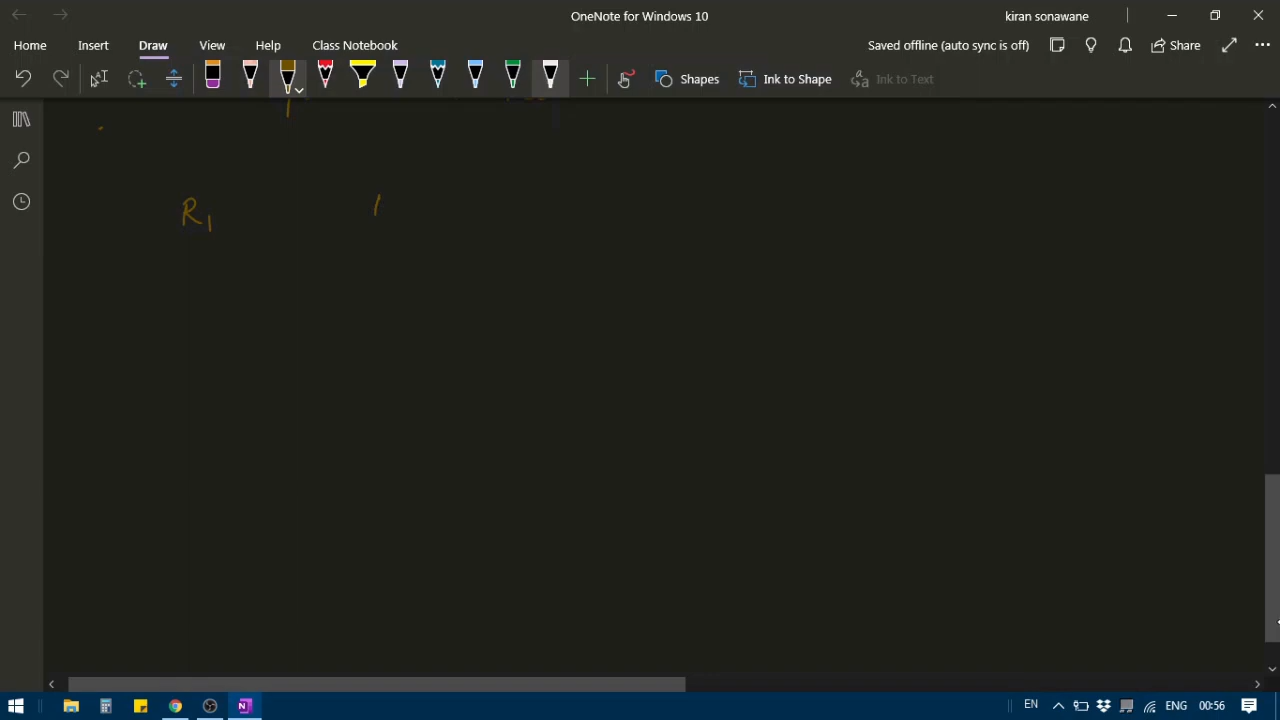 OneNote for Windows 10
kiran sonawane
Home Insert Draw View Help Class Notebook
Saved offline (auto sync is off)
Share
Shapes
Ink to Shape
Ink to Text
R1 1
EN
ENG
00:56